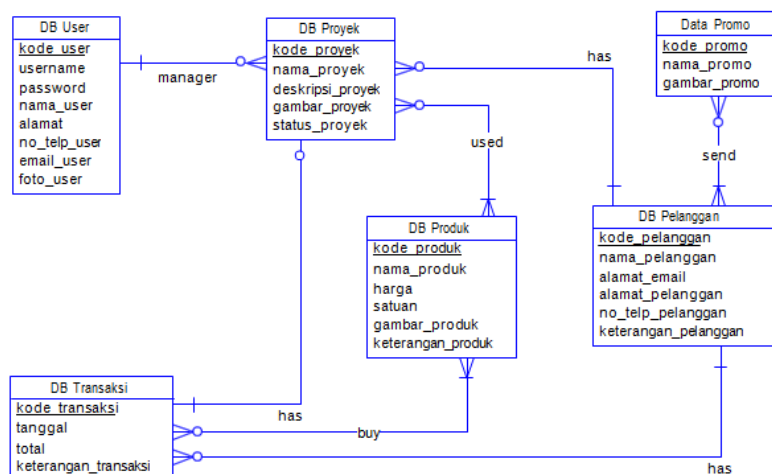 DB User
kode_user
username
password
nama_user
alamat
no_telp_user
email_user
foto_user
manager
DB Proyek
kode_proyek
nama_proyek
deskripsi_proyek
gambar_proyek
status_proyek
has
Data Promo
kode_promo
nama_promo
gambar_promo
used
send
DB Produk
kode_produk
nama_produk
harga
satuan
gambar_produk
keterangan_produk
DB Pelanggan
kode_pelanggan
nama_pelanggan
alamat_email
alamat_pelanggan
no_telp_pelanggan
keterangan_pelanggan
DB Transaksi
kode_transaksi
tanggal
total
keterangan_transaksi
has
buy
has